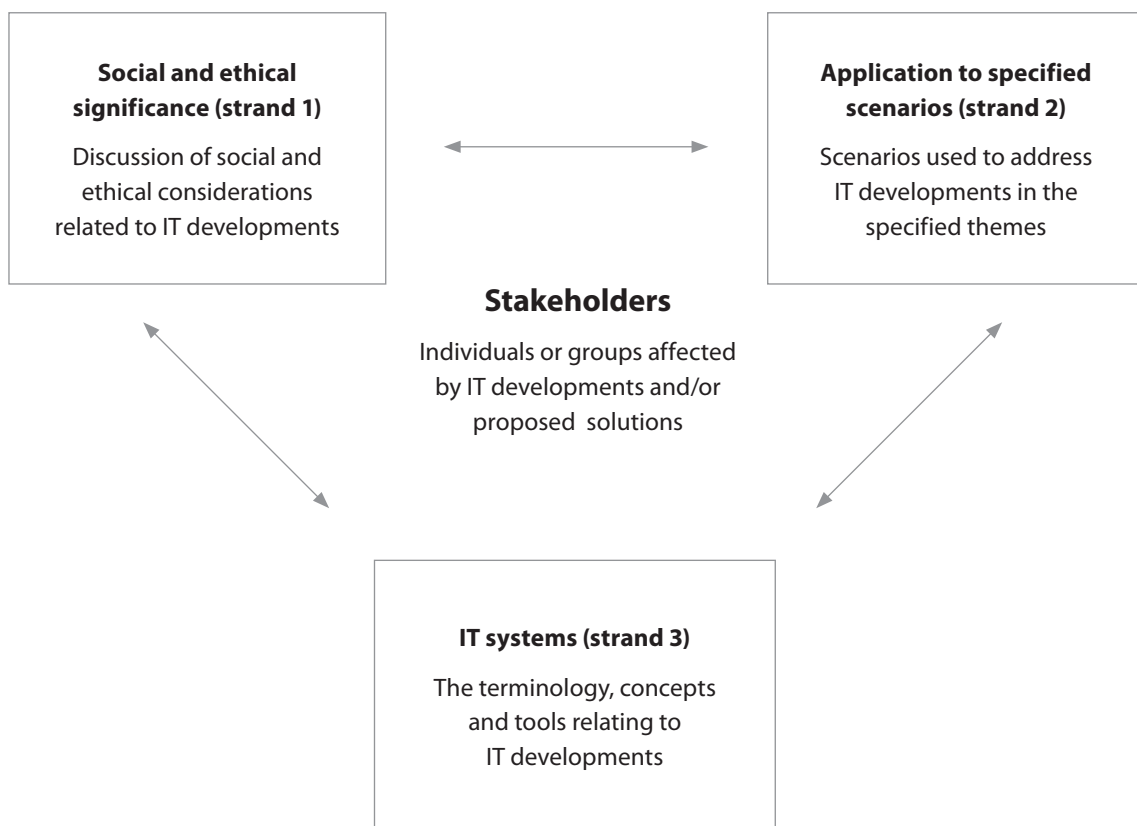 Social and ethical
significance (strand 1)
Discussion of social and
ethical considerations
related to IT developments
Application to specified
scenarios (strand 2)
Scenarios used to address
IT developments in the
specified themes
Stakeholders
Individuals or groups affected
by IT developments and/or
proposed solutions
IT systems (strand 3)
The terminology, concepts
and tools relating to
IT developments